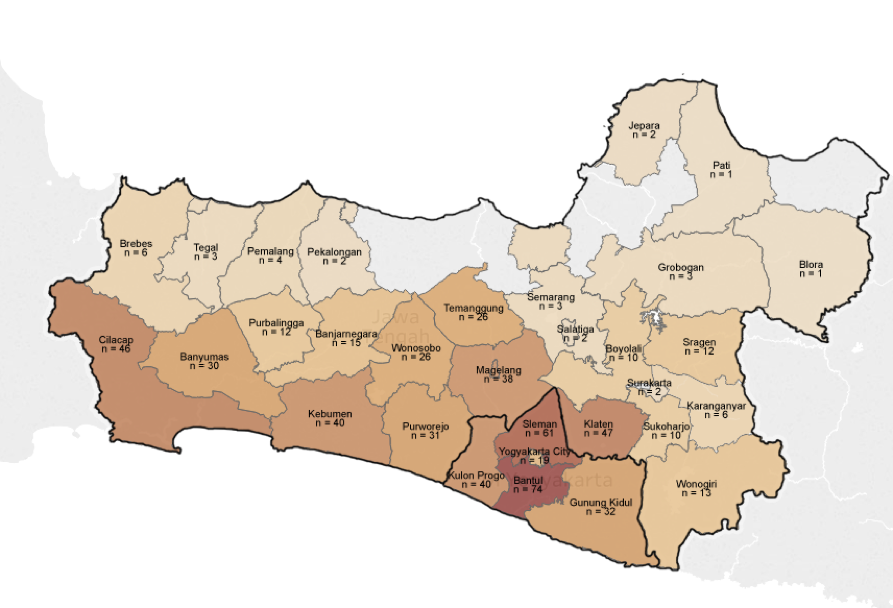 Jepara
n = 2
Pati
n = 1
Brebes
n = 6
Tegal
n = 3
Pemalang
n = 4
Pekalongan
n = 2
Grobogan
n = 3
Blora
n = 1
Semarang
n = 3
Temanggung
n = 26
Jawa
engah
Purbalingga
n = 12
Banjarnegara
n = 15
Wonosobo
n = 26
Salatiga
n = 2
Boyolali
n = 10
Sragen
n = 12
Cilacap
n = 46
Banyumas
n = 30
Magelang
n = 38
Surakarta
n = 2
Karanganyar
n = 6
Kebumen
n = 40
Purworejo
n = 31
Sleman
n = 61
Klaten
n = 47
Sukoharjo
n = 10
Yogyakarta City
n = 19
Kulon Progo
n = 40
Bantul
n = 74
yakarta
Gunung Kidul
n = 32
Wonogiri
n = 13